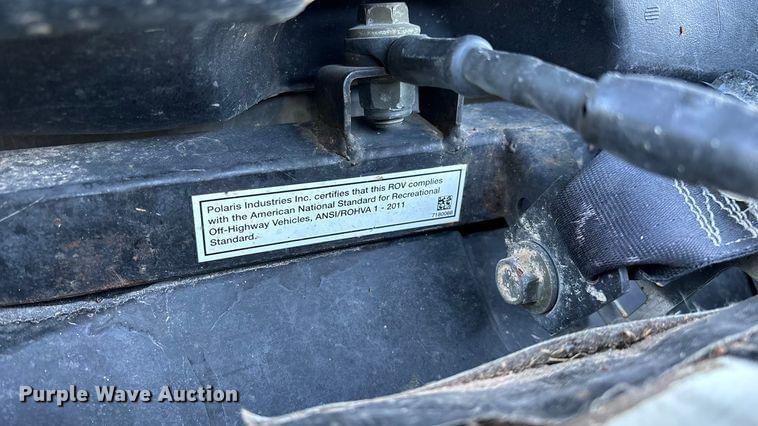 Polaris Industries Inc. certifies that this ROV complies
with the American National Standard for Recreational
Off-Highway Vehicles, ANSI/ROHVA 1 - 2011
Standard.
7180066
Purple Wave Auction